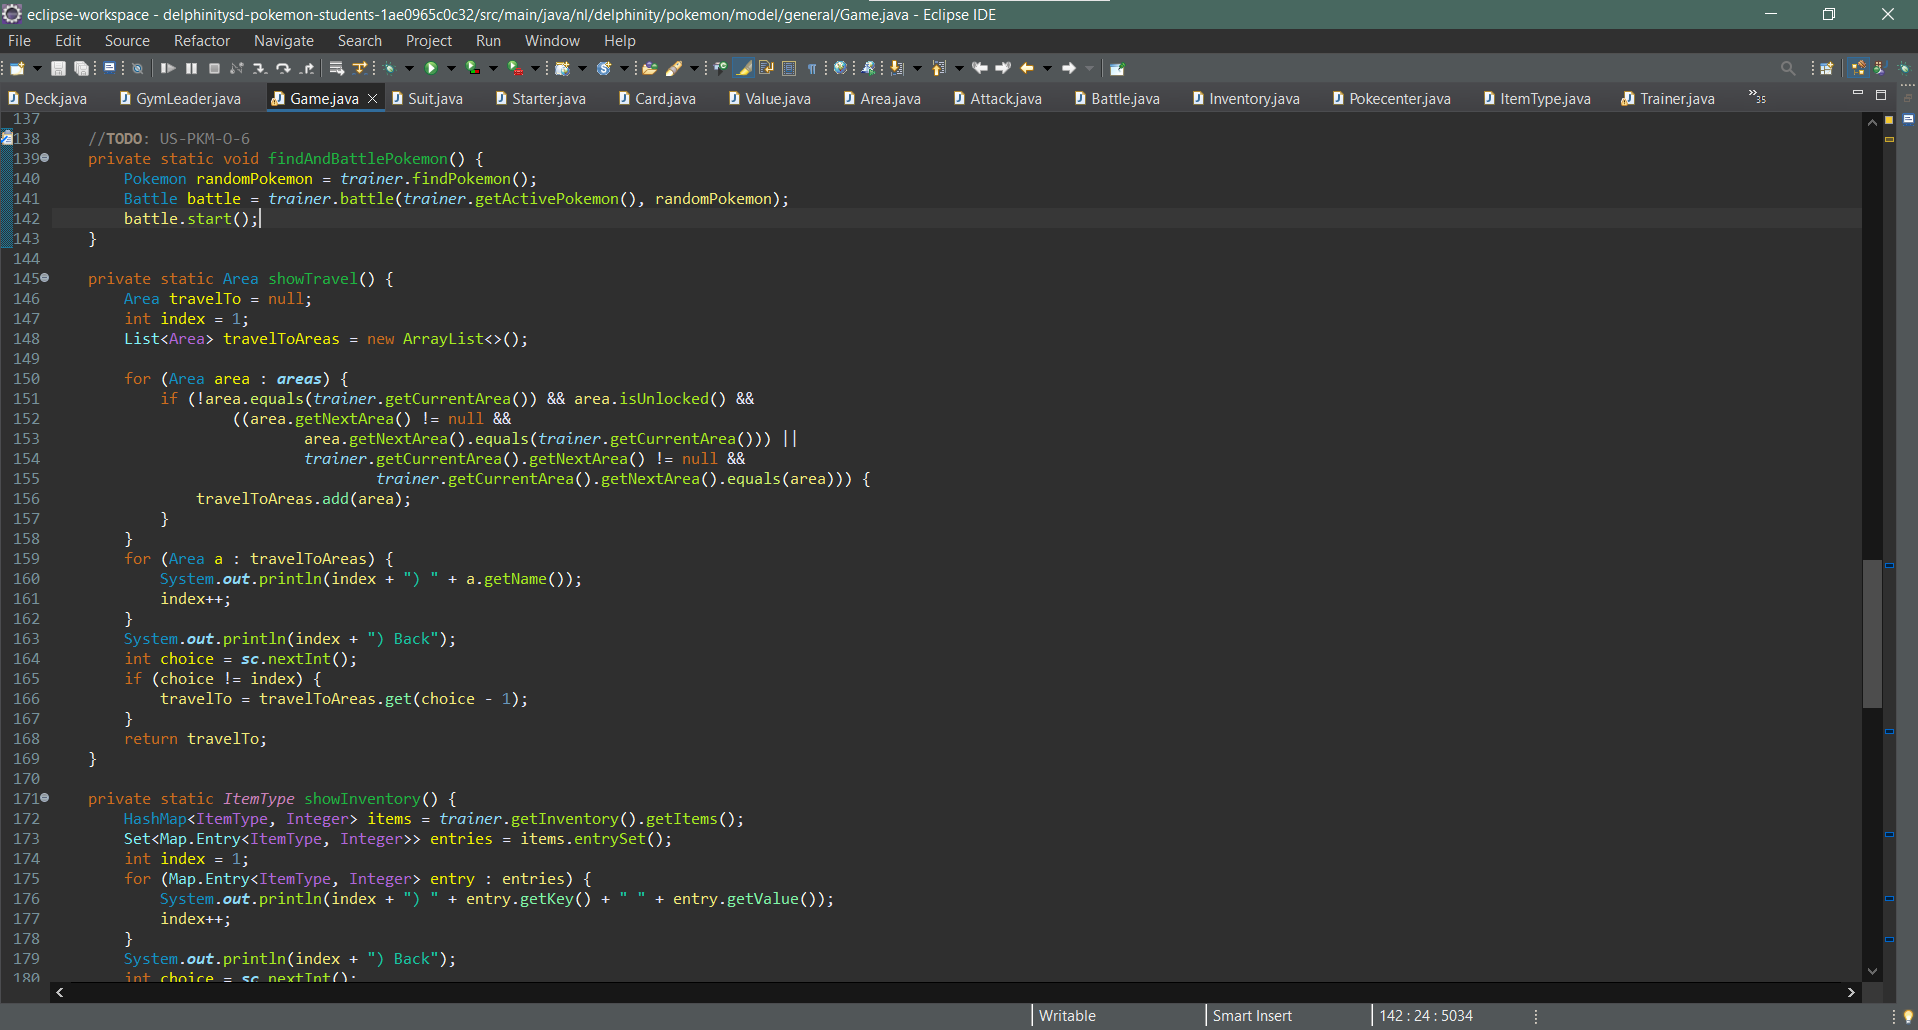 eclipse-workspace - delphinitysd-pokemon-students-1ae0965c0c32/src/main/java/nl/delphinity/pokemon/model/general/Game.java - Eclipse IDE
File Edit Source Refactor Navigate Search Project Run Window Help
Deck.java GymLeader.java Game.java Suit.java Starter.java Card.java Value.java Area.java Attack.java Battle.java Inventory.java Pokecenter.java ItemType.java Trainer.java 35
137
138 //TODO: US-PKM-O-6
139 private static void findAndBattlePokemon() {
140 Pokemon randomPokemon = trainer.findPokemon();
141 Battle battle = trainer.battle(trainer.getActivePokemon(), randomPokemon);
142 battle.start();
143 }
144
145 private static Area showTravel() {
146 Area travelTo = null;
147 int index = 1;
148 List<Area> travelToAreas = new ArrayList<>();
149
150 for (Area area : areas) {
151 if (!area.equals(trainer.getCurrentArea()) && area.isUnlocked() &&
152 ((area.getNextArea() != null &&
153 area.getNextArea().equals(trainer.getCurrentArea())) ||
154 trainer.getCurrentArea().getNextArea() != null &&
155 trainer.getCurrentArea().getNextArea().equals(area))) {
156 travelToAreas.add(area);
157 }
158 }
159 for (Area a : travelToAreas) {
160 System.out.println(index + ") " + a.getName());
161 index++;
162 }
163 System.out.println(index + ") Back");
164 int choice = sc.nextInt();
165 if (choice != index) {
166 travelTo = travelToAreas.get(choice - 1);
167 }
168 return travelTo;
169 }
170
171 private static ItemType showInventory() {
172 HashMap<ItemType, Integer> items = trainer.getInventory().getItems();
173 Set<Map.Entry<ItemType, Integer>> entries = items.entrySet();
174 int index = 1;
175 for (Map.Entry<ItemType, Integer> entry : entries) {
176 System.out.println(index + ") " + entry.getKey() + " " + entry.getValue());
177 index++;
178 }
179 System.out.println(index + ") Back");
180 int choice = sc.nextInt();
Writable Smart Insert 142 : 24 : 5034